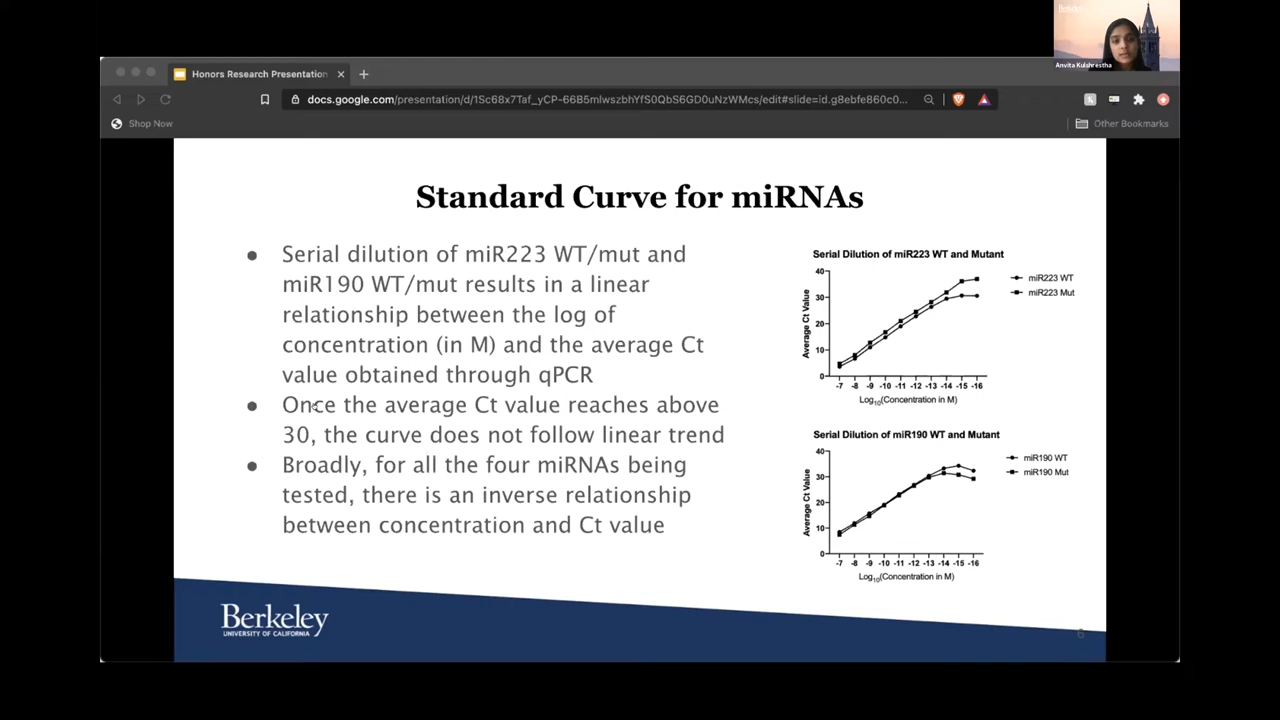 Berkeley
Anvita Kulshrestha
Honors Research Presentation
docs.google.com/presentation/d/1Sc68x7Taf_yCP-66B5mlwszbhYfS0QbS6GD0uNzWMcs/edit#slide=id.g8ebfe860c0...
Shop Now
Other Bookmarks
Standard Curve for miRNAs
● Serial dilution of miR223 WT/mut and
miR190 WT/mut results in a linear
relationship between the log of
concentration (in M) and the average Ct
value obtained through qPCR
● Once the average Ct value reaches above
30, the curve does not follow linear trend
● Broadly, for all the four miRNAs being
tested, there is an inverse relationship
between concentration and Ct value
Serial Dilution of miR223 WT and Mutant
40
30
20
10
0
Average Ct Value
-7 -8 -9 -10 -11 -12 -13 -14 -15 -16
Log10(Concentration in M)
miR223 WT
miR223 Mut
Serial Dilution of miR190 WT and Mutant
40
30
20
10
0
Average Ct Value
-7 -8 -9 -10 -11 -12 -13 -14 -15 -16
Log10(Concentration in M)
miR190 WT
miR190 Mut
Berkeley
UNIVERSITY OF CALIFORNIA
6